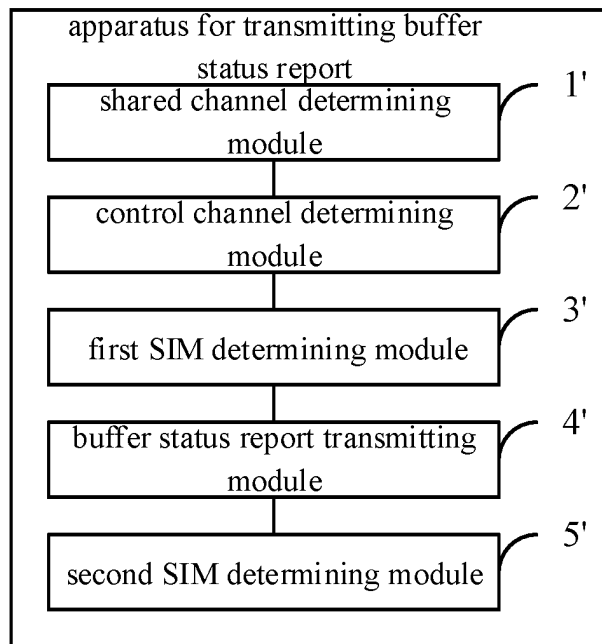 apparatus for transmitting buffer
status report
shared channel determining
module
1'
control channel determining
module
2'
first SIM determining module
3'
buffer status report transmitting
module
4'
second SIM determining module
5'